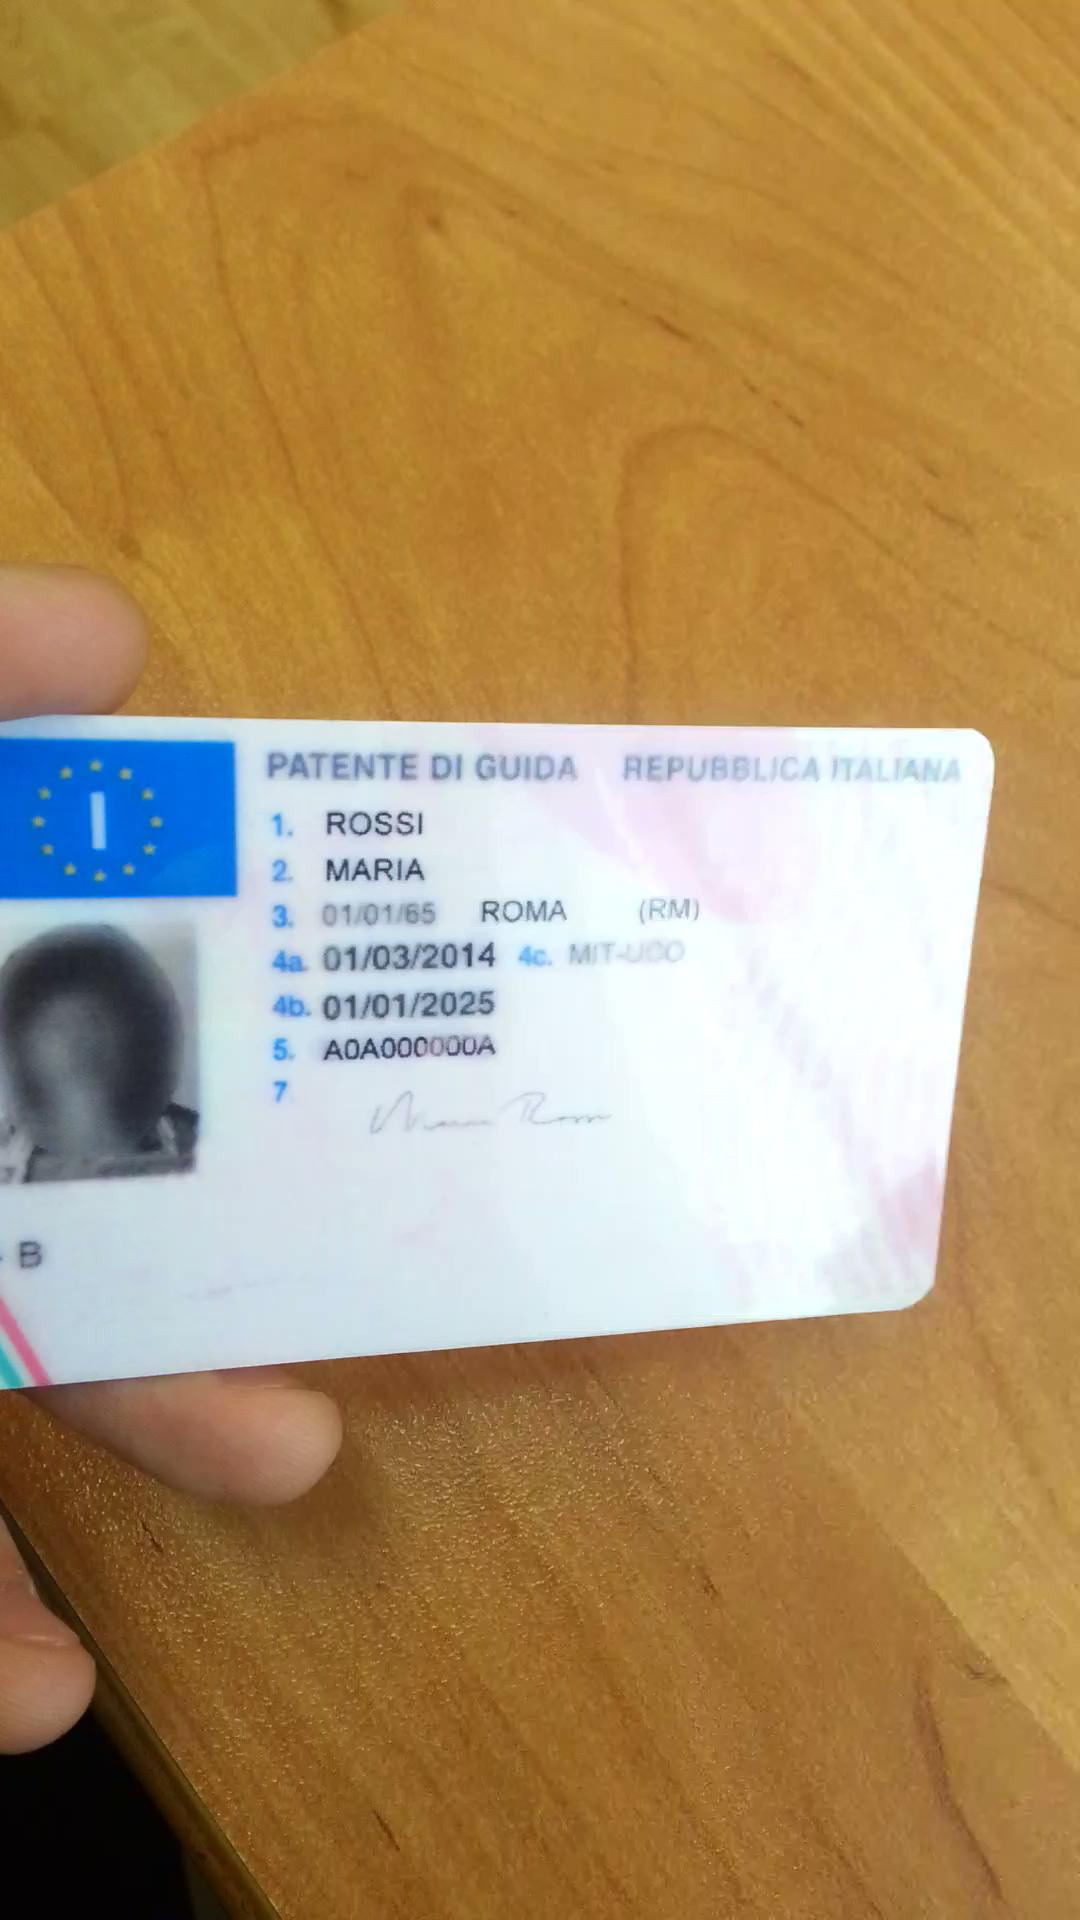 I
PATENTE DI GUIDA REPUBBLICA ITALIANA
1. ROSSI
2. MARIA
3. 01/01/65 ROMA (RM)
4a. 01/03/2014 4c. MIT-UCO
4b. 01/01/2025
5. A0A000000A
7
Maria Rossi
B